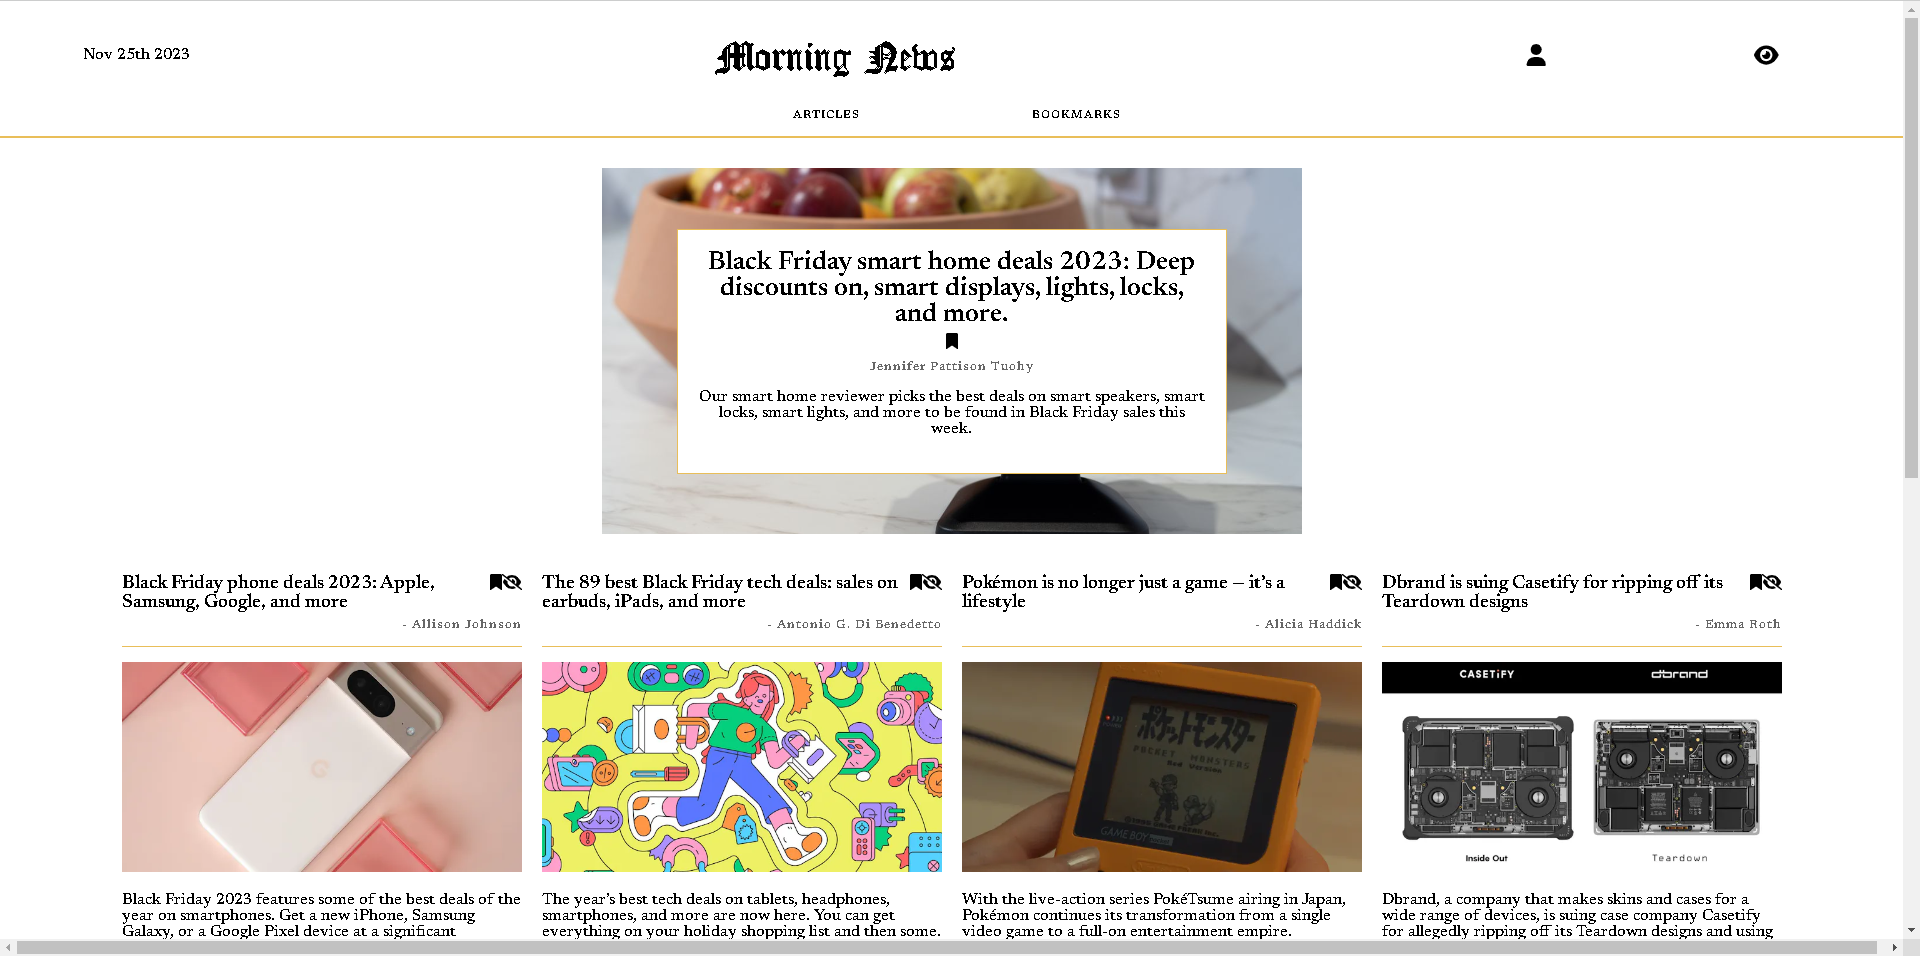 Nov 25th 2023
Morning News
ARTICLES
BOOKMARKS
Black Friday smart home deals 2023: Deep
discounts on, smart displays, lights, locks,
and more.
Jennifer Pattison Tuohy
Our smart home reviewer picks the best deals on smart speakers, smart
locks, smart lights, and more to be found in Black Friday sales this
week.
Black Friday phone deals 2023: Apple,
Samsung, Google, and more
- Allison Johnson
Black Friday 2023 features some of the best deals of the
year on smartphones. Get a new iPhone, Samsung
Galaxy, or a Google Pixel device at a significant
The 89 best Black Friday tech deals: sales on
earbuds, iPads, and more
- Antonio G. Di Benedetto
The year’s best tech deals on tablets, headphones,
smartphones, and more are now here. You can get
everything on your holiday shopping list and then some.
Pokémon is no longer just a game — it’s a
lifestyle
- Alicia Haddick
ポケットモンスター
POCKET MONSTERS
Red Version
GAME BOY
With the live-action series PokéTsume airing in Japan,
Pokémon continues its transformation from a single
video game to a full-on entertainment empire.
Dbrand is suing Casetify for ripping off its
Teardown designs
- Emma Roth
CASETiFY
dbrand
Inside Out
Teardown
Dbrand, a company that makes skins and cases for a
wide range of devices, is suing case company Casetify
for allegedly ripping off its Teardown designs and using